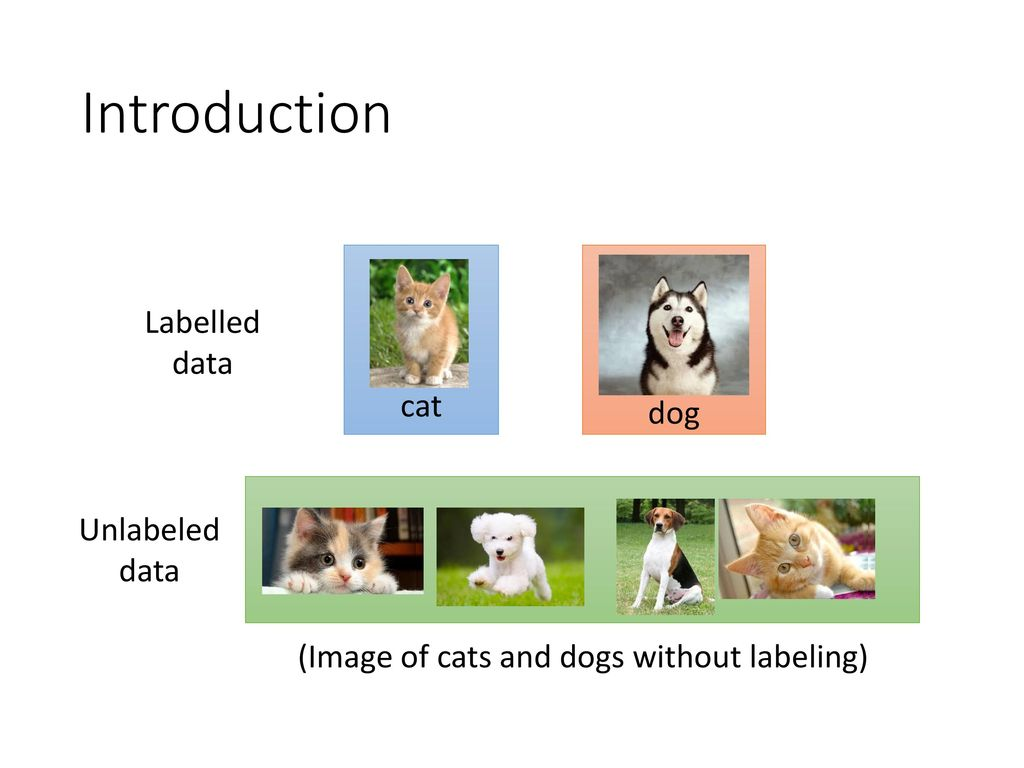 Introduction
Labelled
data
cat
dog
Unlabeled
data
(Image of cats and dogs without labeling)